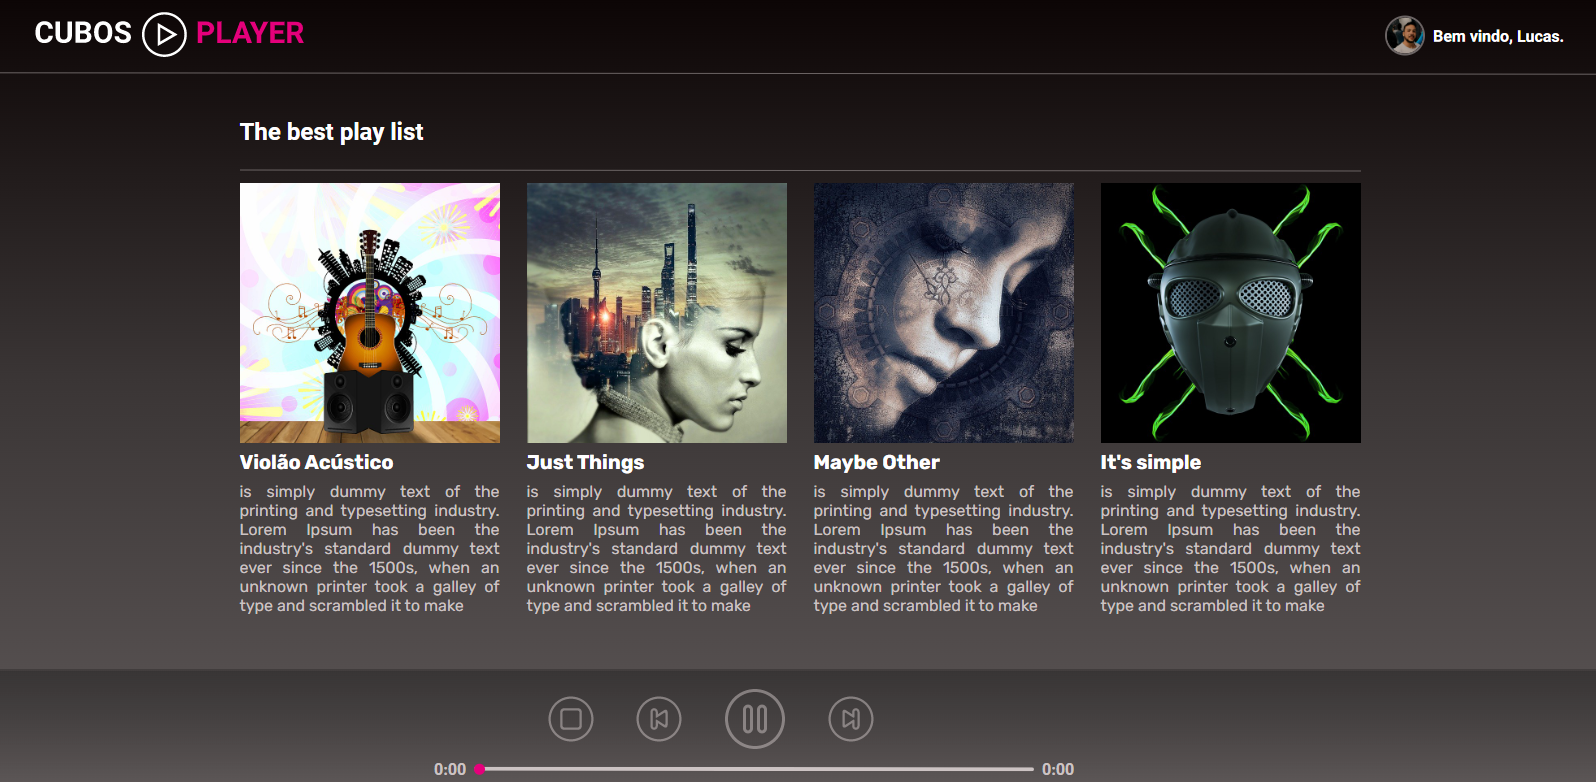 CUBOS PLAYER
Bem vindo, Lucas.
The best play list
Violão Acústico
is simply dummy text of the
printing and typesetting industry.
Lorem Ipsum has been the
industry's standard dummy text
ever since the 1500s, when an
unknown printer took a galley of
type and scrambled it to make
Just Things
is simply dummy text of the
printing and typesetting industry.
Lorem Ipsum has been the
industry's standard dummy text
ever since the 1500s, when an
unknown printer took a galley of
type and scrambled it to make
Maybe Other
is simply dummy text of the
printing and typesetting industry.
Lorem Ipsum has been the
industry's standard dummy text
ever since the 1500s, when an
unknown printer took a galley of
type and scrambled it to make
It's simple
is simply dummy text of the
printing and typesetting industry.
Lorem Ipsum has been the
industry's standard dummy text
ever since the 1500s, when an
unknown printer took a galley of
type and scrambled it to make
0:00 0:00